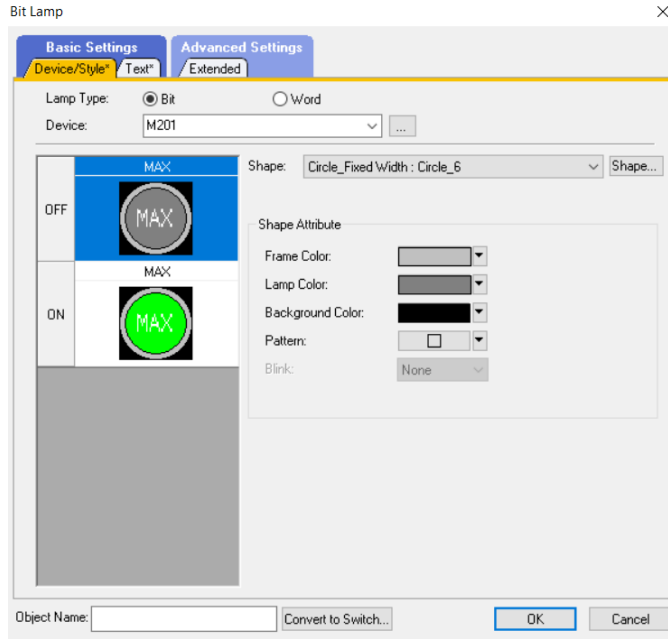 Bit Lamp
Basic Settings Advanced Settings
Device/Style* Text* Extended
Lamp Type: Bit Word
Device: M201 ...
MAX Shape: Circle_Fixed Width : Circle_6 Shape...
OFF MAX
Shape Attribute
Frame Color:
MAX
Lamp Color:
ON MAX
Background Color:
Pattern:
Blink: None
Object Name: Convert to Switch... OK Cancel